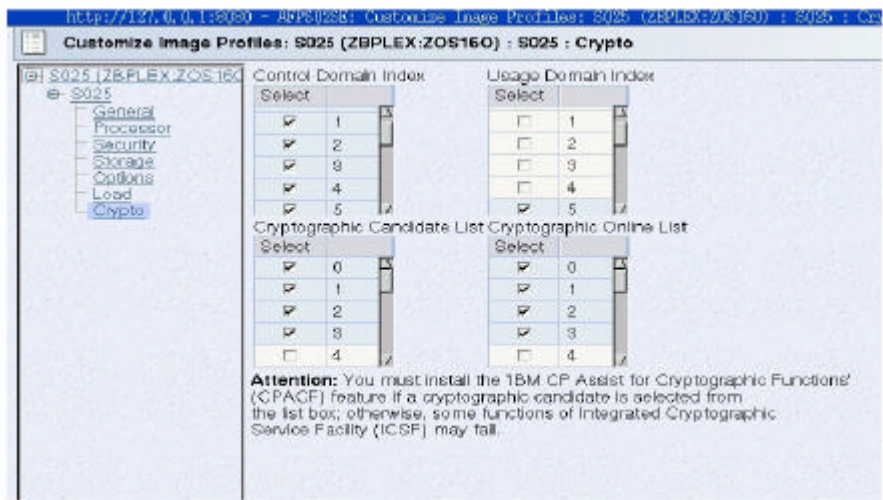 http://127.0.0.1:8080 - APPS02SE: Customize Image Profiles: S025 (ZBPLEX:ZOS160) : S025 :
Customize Image Profiles: S025 (ZBPLEX:ZOS160) : S025 : Crypto
S025 (ZBPLEX:ZOS160
S025
General
Processor
Security
Storage
Options
Load
Crypto
Control Domain Index Usage Domain Index
Select Select
1 1
2 2
3 3
4 4
5 5
Cryptographic Candidate List Cryptographic Online List
Select Select
0 0
1 1
2 2
3 3
4 4
Attention: You must install the 'IBM CP Assist for Cryptographic Functions'
(CPACF) feature if a cryptographic candidate is selected from
the list box; otherwise, some functions of Integrated Cryptographic
Service Facility (ICSF) may fail.